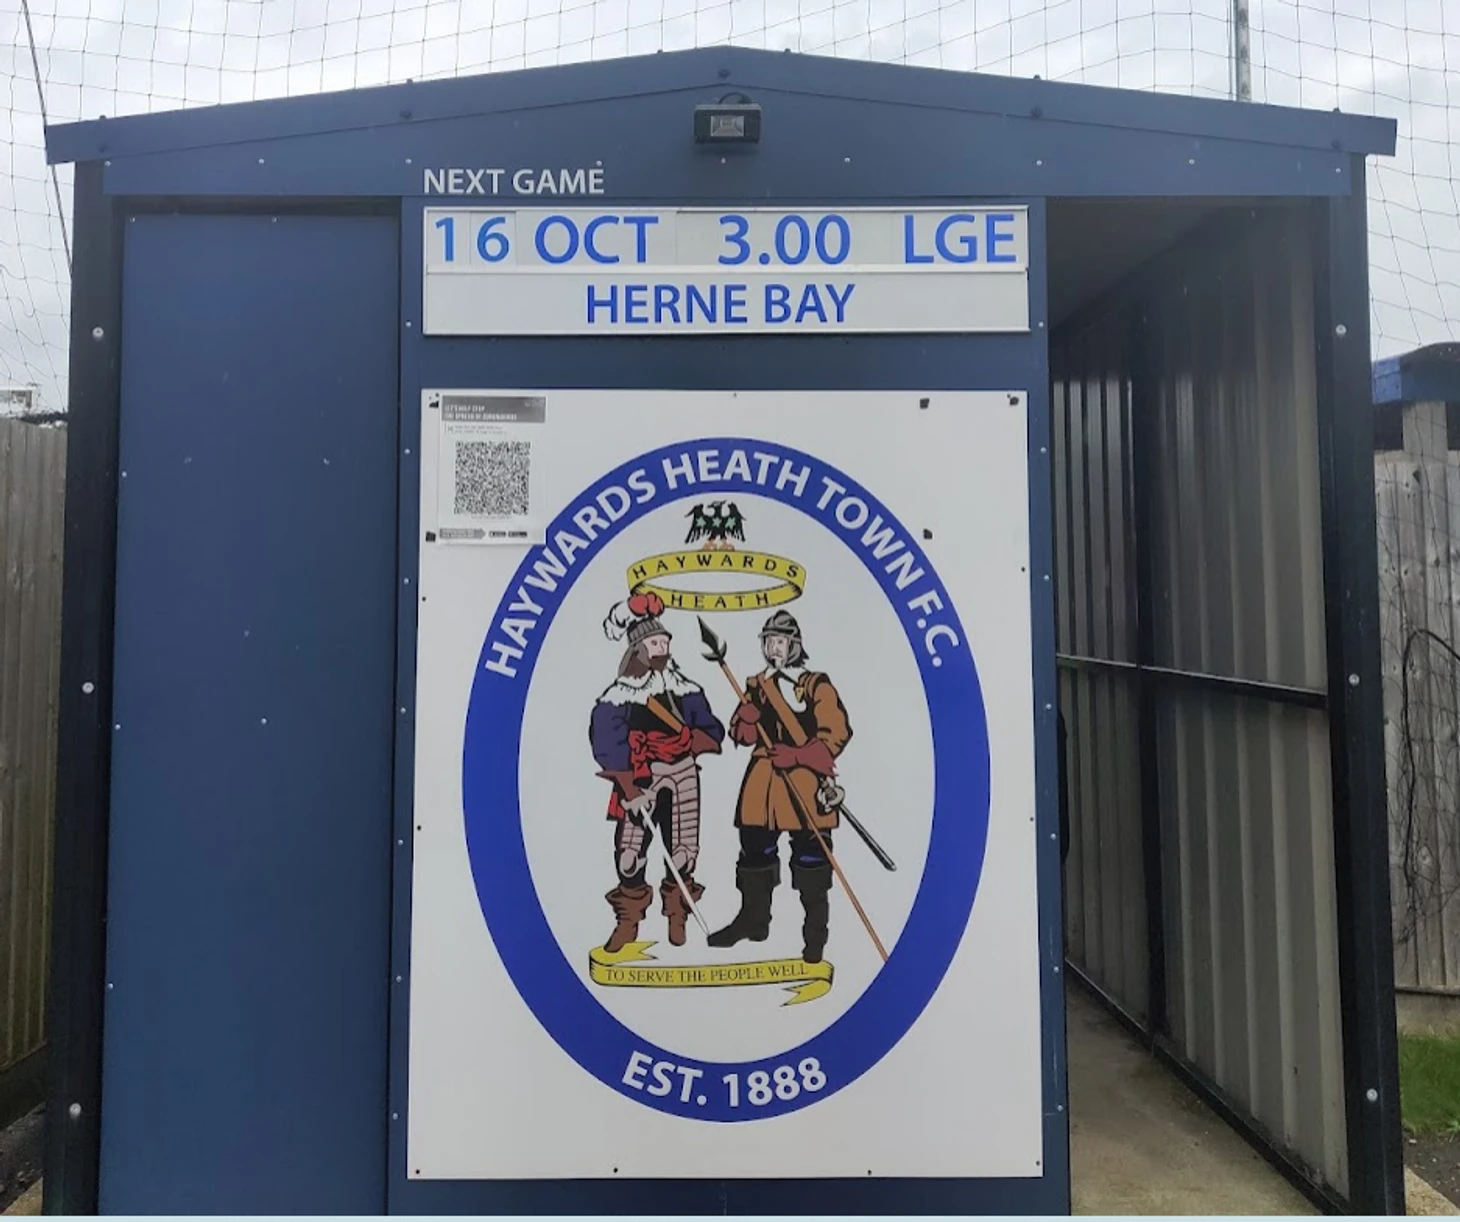 NEXT GAME
16 OCT 3.00 LGE
HERNE BAY
HAYWARDS HEATH TOWN F.C.
HAYWARDS
HEATH
TO SERVE THE PEOPLE WELL
EST. 1888